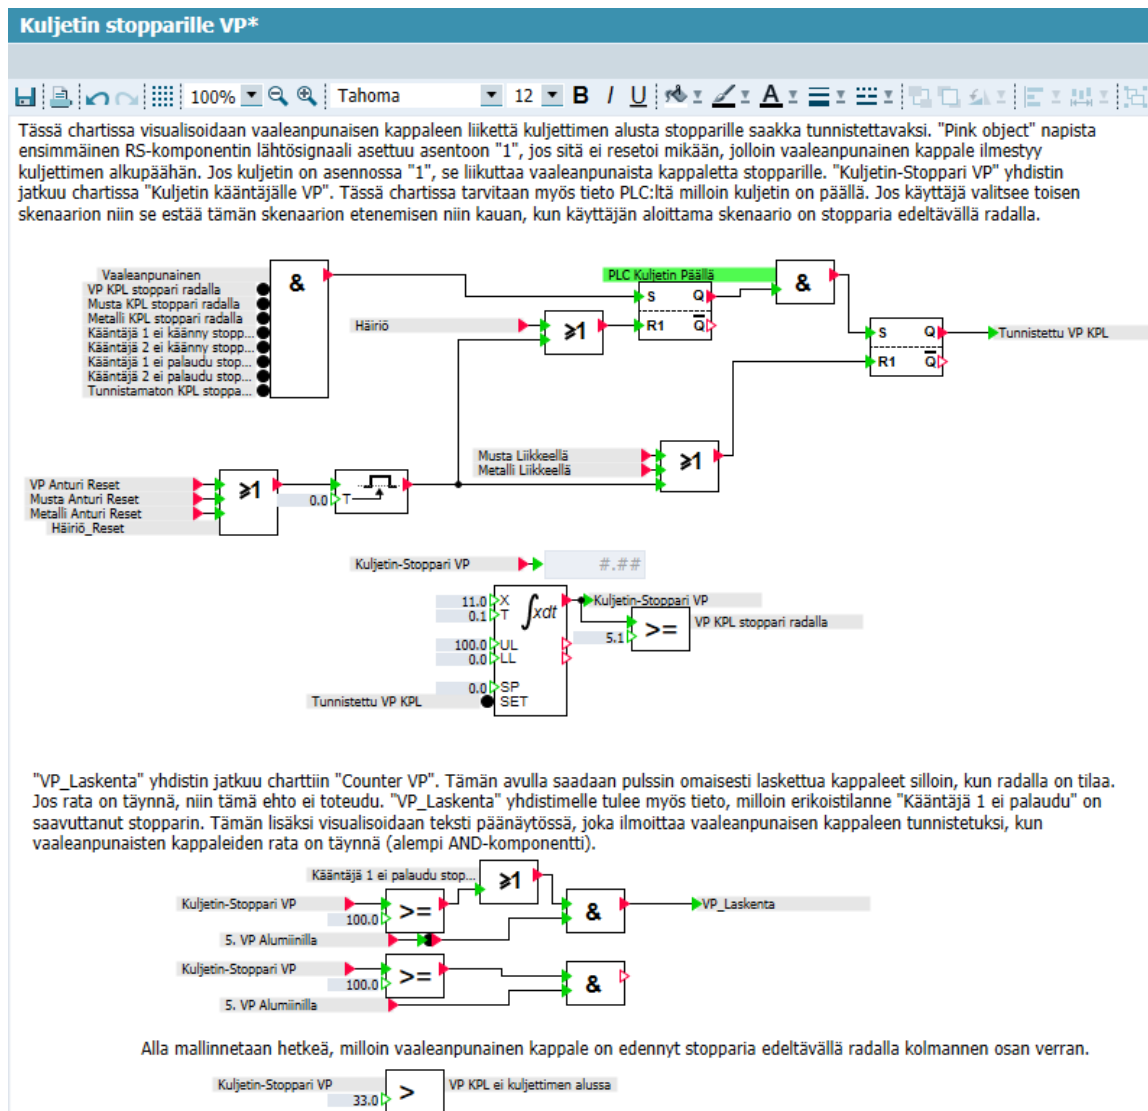 Kuljetin stopparille VP*
100% Tahoma 12 B I U A
Tässä chartissa visualisoidaan vaaleanpunaisen kappaleen liikettä kuljettimen alusta stopparille saakka tunnistettavaksi. "Pink object" napista
ensimmäinen RS-komponentin lähtösignaali asettuu asentoon "1", jos sitä ei resetoi mikään, jolloin vaaleanpunainen kappale ilmestyy
kuljettimen alkupäähän. Jos kuljetin on asennossa "1", se liikuttaa vaaleanpunaista kappaletta stopparille. "Kuljetin-Stoppari VP" yhdistin
jatkuu chartissa "Kuljetin kääntäjälle VP". Tässä chartissa tarvitaan myös tieto PLC:ltä milloin kuljetin on päällä. Jos käyttäjä valitsee toisen
skenaarion niin se estää tämän skenaarion etenemisen niin kauan, kun käyttäjän aloittama skenaario on stopparia edeltävällä radalla.
Vaaleanpunainen
VP KPL stoppari radalla
Musta KPL stoppari radalla
Metalli KPL stoppari radalla
Kääntäjä 1 ei käänny stopp...
Kääntäjä 2 ei käänny stopp...
Kääntäjä 1 ei palaudu stop...
Kääntäjä 2 ei palaudu stop...
Tunnistamaton KPL stoppa...
&
PLC Kuljetin Päällä
&
S Q
R1 Q̅
Häiriö
≥1
S Q
R1 Q̅
Tunnistettu VP KPL
Musta Liikkeellä
Metalli Liikkeellä
≥1
VP Anturi Reset
Musta Anturi Reset
Metalli Anturi Reset
Häiriö_Reset
≥1
0.0 T
Kuljetin-Stoppari VP #.##
11.0 X ∫xdt
0.1 T
100.0 UL
0.0 LL
0.0 SP
Tunnistettu VP KPL SET
Kuljetin-Stoppari VP
5.1 >= VP KPL stoppari radalla
"VP_Laskenta" yhdistin jatkuu charttiin "Counter VP". Tämän avulla saadaan pulssin omaisesti laskettua kappaleet silloin, kun radalla on tilaa.
Jos rata on täynnä, niin tämä ehto ei toteudu. "VP_Laskenta" yhdistimelle tulee myös tieto, milloin erikoistilanne "Kääntäjä 1 ei palaudu" on
saavuttanut stopparin. Tämän lisäksi visualisoidaan teksti päänäytössä, joka ilmoittaa vaaleanpunaisen kappaleen tunnistetuksi, kun
vaaleanpunaisten kappaleiden rata on täynnä (alempi AND-komponentti).
Kääntäjä 1 ei palaudu stop... ≥1
Kuljetin-Stoppari VP
100.0 >= & VP_Laskenta
5. VP Alumiinilla
Kuljetin-Stoppari VP
100.0 >= &
5. VP Alumiinilla
Alla mallinnetaan hetkeä, milloin vaaleanpunainen kappale on edennyt stopparia edeltävällä radalla kolmannen osan verran.
Kuljetin-Stoppari VP > VP KPL ei kuljettimen alussa
33.0